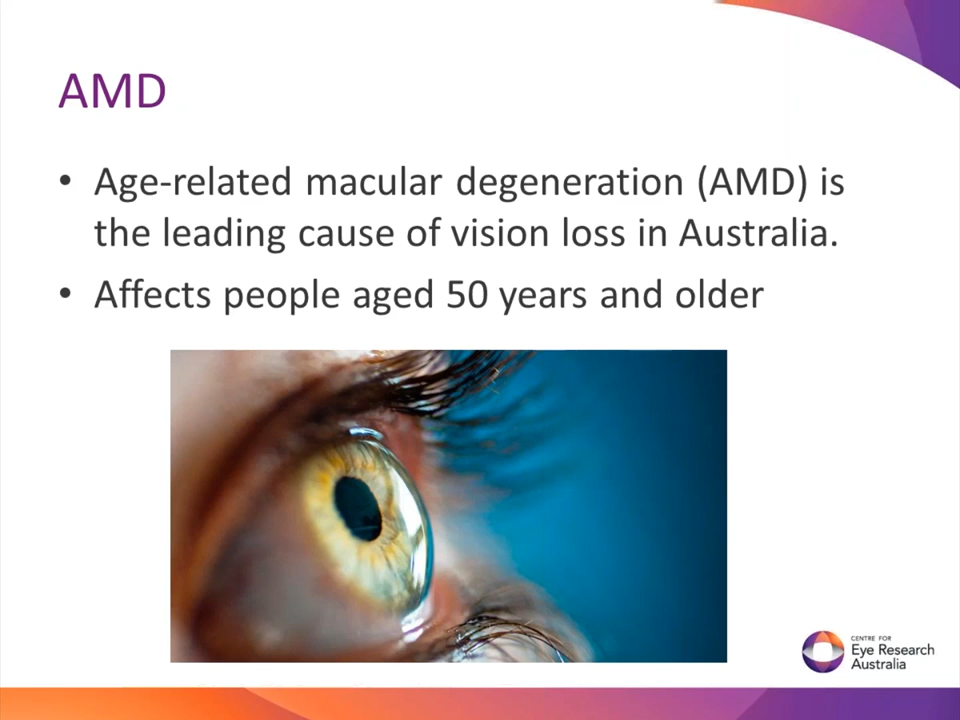 AMD
• Age-related macular degeneration (AMD) is
the leading cause of vision loss in Australia.
• Affects people aged 50 years and older
CENTRE FOR
Eye Research
Australia